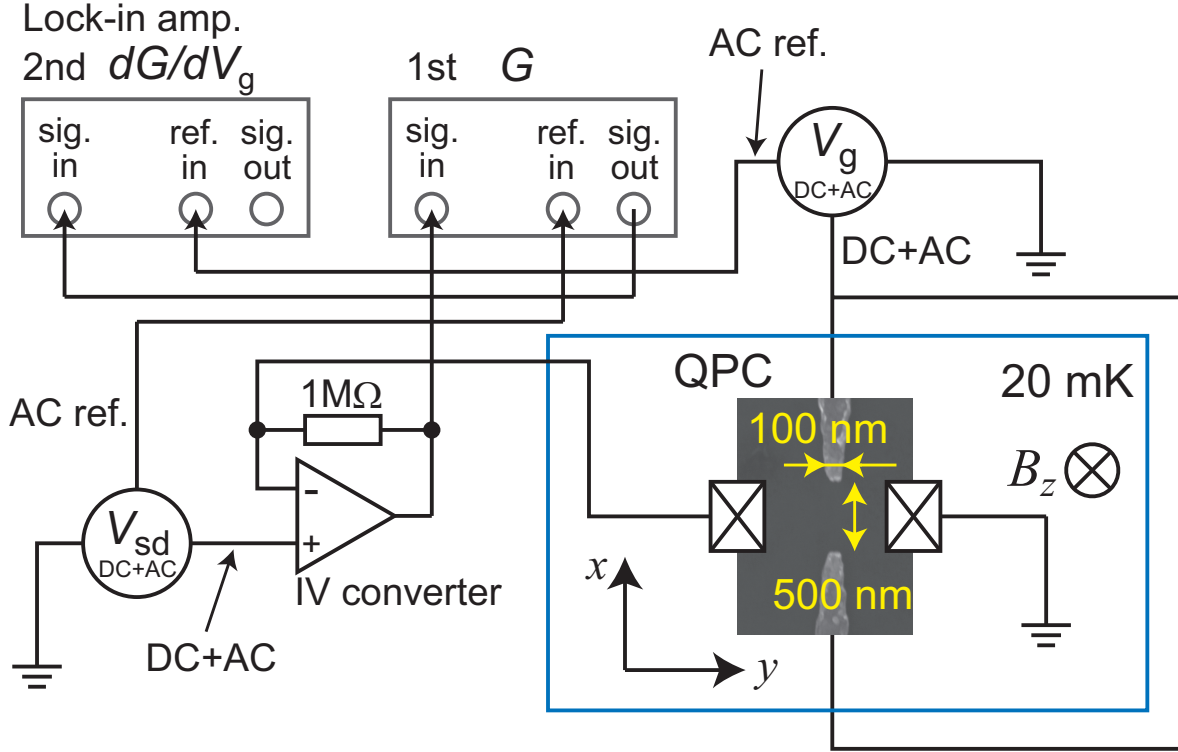 Lock-in amp.
2nd dG/dVg
1st G
AC ref.
sig. in
ref. in
sig. out
sig. in
ref. in
sig. out
Vg
DC+AC
DC+AC
QPC
20 mK
1MΩ
AC ref.
100 nm
Bz
-
+
Vsd
DC+AC
IV converter
x
500 nm
DC+AC
y